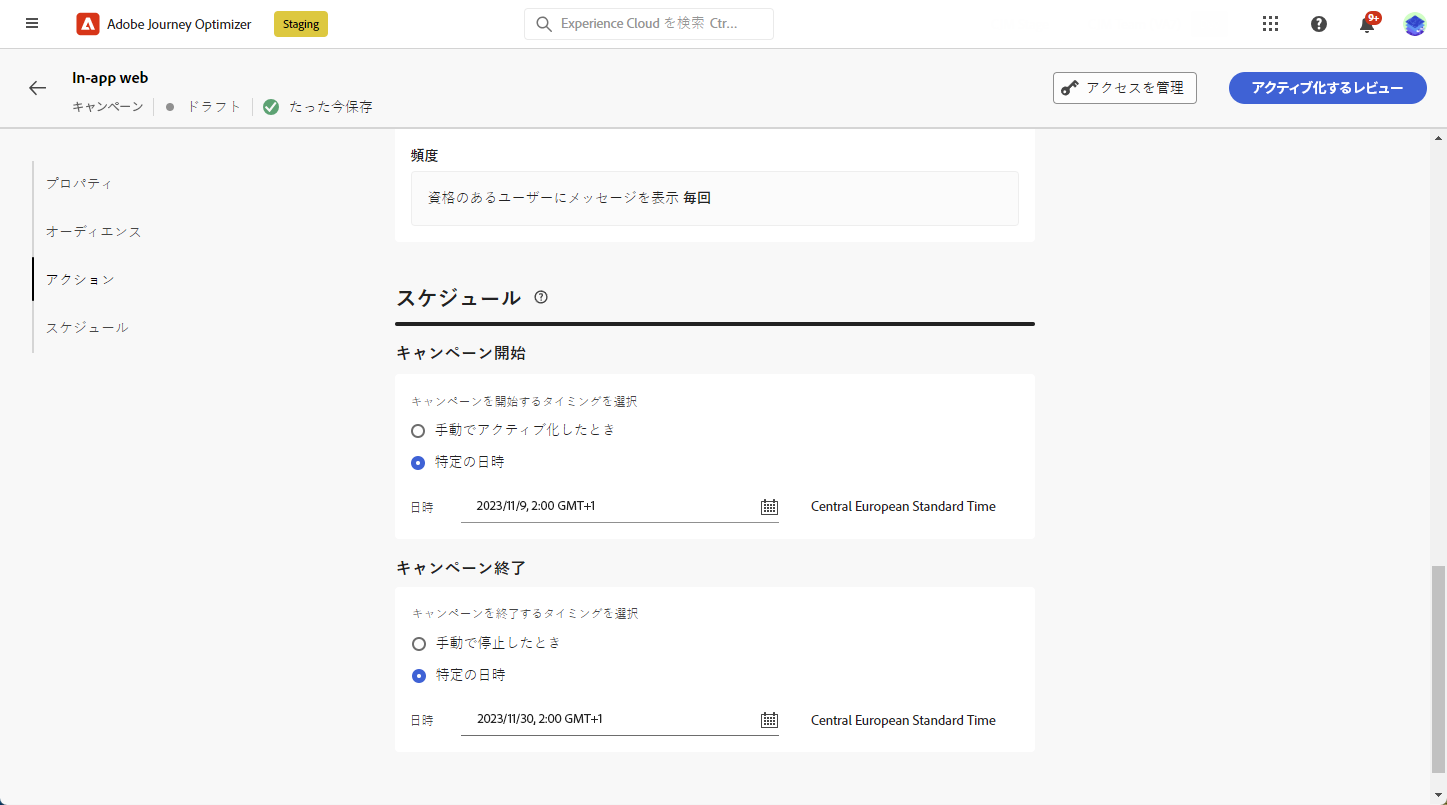 Adobe Journey Optimizer
Staging
Experience Cloud を検索 Ctr...
9+
In-app web
キャンペーン
ドラフト
たった今保存
アクセスを管理
アクティブ化するレビュー
プロパティ
オーディエンス
アクション
スケジュール
頻度
資格のあるユーザーにメッセージを表示 毎回
スケジュール
キャンペーン開始
キャンペーンを開始するタイミングを選択
手動でアクティブ化したとき
特定の日時
日時 2023/11/9, 2:00 GMT+1 Central European Standard Time
キャンペーン終了
キャンペーンを終了するタイミングを選択
手動で停止したとき
特定の日時
日時 2023/11/30, 2:00 GMT+1 Central European Standard Time